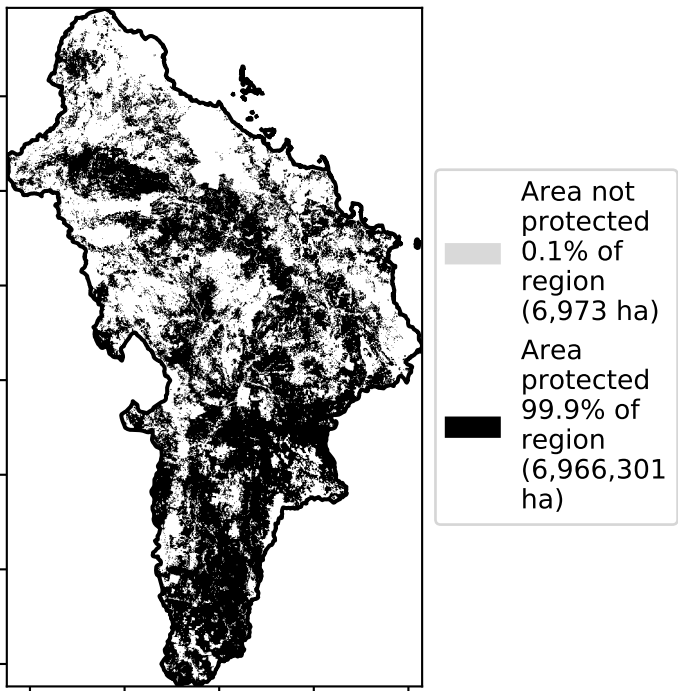 Area not
protected
0.1% of
region
(6,973 ha)
Area
protected
99.9% of
region
(6,966,301
ha)